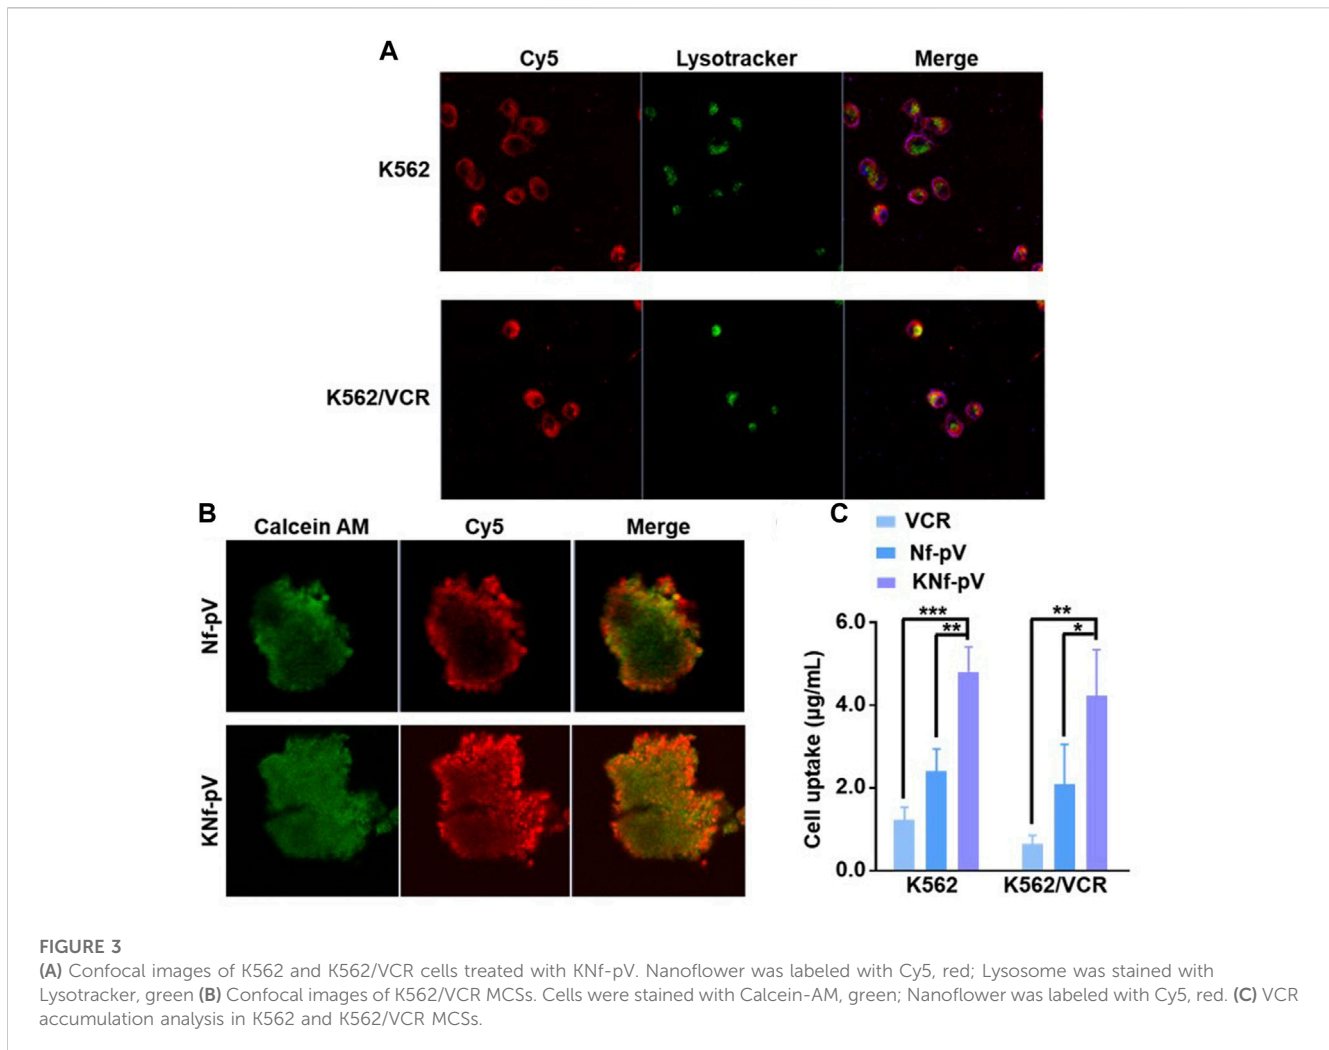 A
Cy5 Lysotracker Merge
K562
K562/VCR
B
Calcein AM Cy5 Merge
Nf-pV
KNf-pV
C
VCR
Nf-pV
KNf-pV
*** **
** *
6.0
4.0
2.0
0.0
Cell uptake (µg/mL)
K562 K562/VCR
FIGURE 3
(A) Confocal images of K562 and K562/VCR cells treated with KNf-pV. Nanoflower was labeled with Cy5, red; Lysosome was stained with
Lysotracker, green (B) Confocal images of K562/VCR MCSs. Cells were stained with Calcein-AM, green; Nanoflower was labeled with Cy5, red. (C) VCR
accumulation analysis in K562 and K562/VCR MCSs.